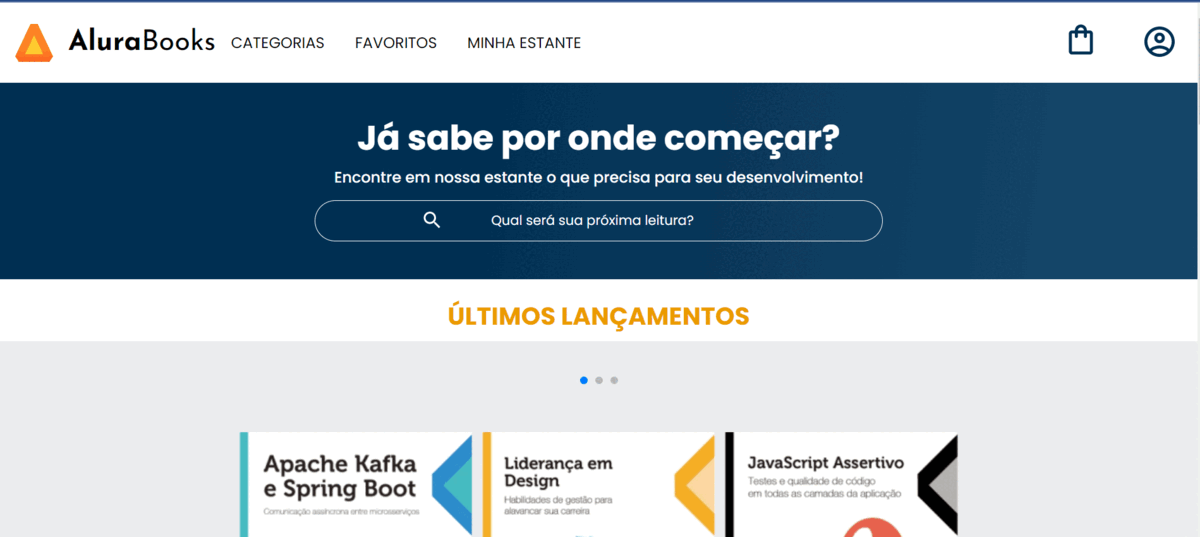 AluraBooks CATEGORIAS FAVORITOS MINHA ESTANTE
Já sabe por onde começar?
Encontre em nossa estante o que precisa para seu desenvolvimento!
Qual será sua próxima leitura?
ÚLTIMOS LANÇAMENTOS
Apache Kafka
e Spring Boot
Comunicação assíncrona entre microsserviços
Liderança em
Design
Habilidades de gestão para
alavancar sua carreira
JavaScript Assertivo
Testes e qualidade de código
em todas as camadas da aplicação